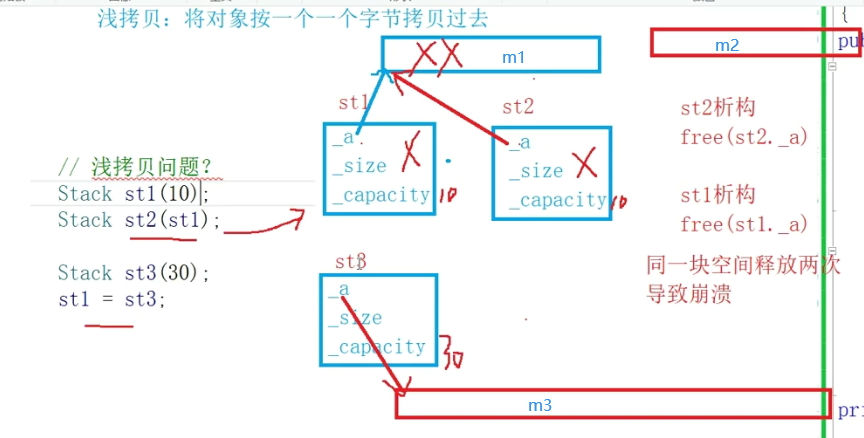 浅拷贝：将对象按一个一个字节拷贝过去
{
m1
m2
pu
st1
st2
_a
_size
_capacity 10
_a
_size
_capacity 10
st2析构
free(st2._a)
st1析构
free(st1._a)
同一块空间释放两次
导致崩溃
// 浅拷贝问题？
Stack st1(10);
Stack st2(st1);
Stack st3(30);
st1 = st3;
st3
_a
_size
_capacity 30
m3
pri